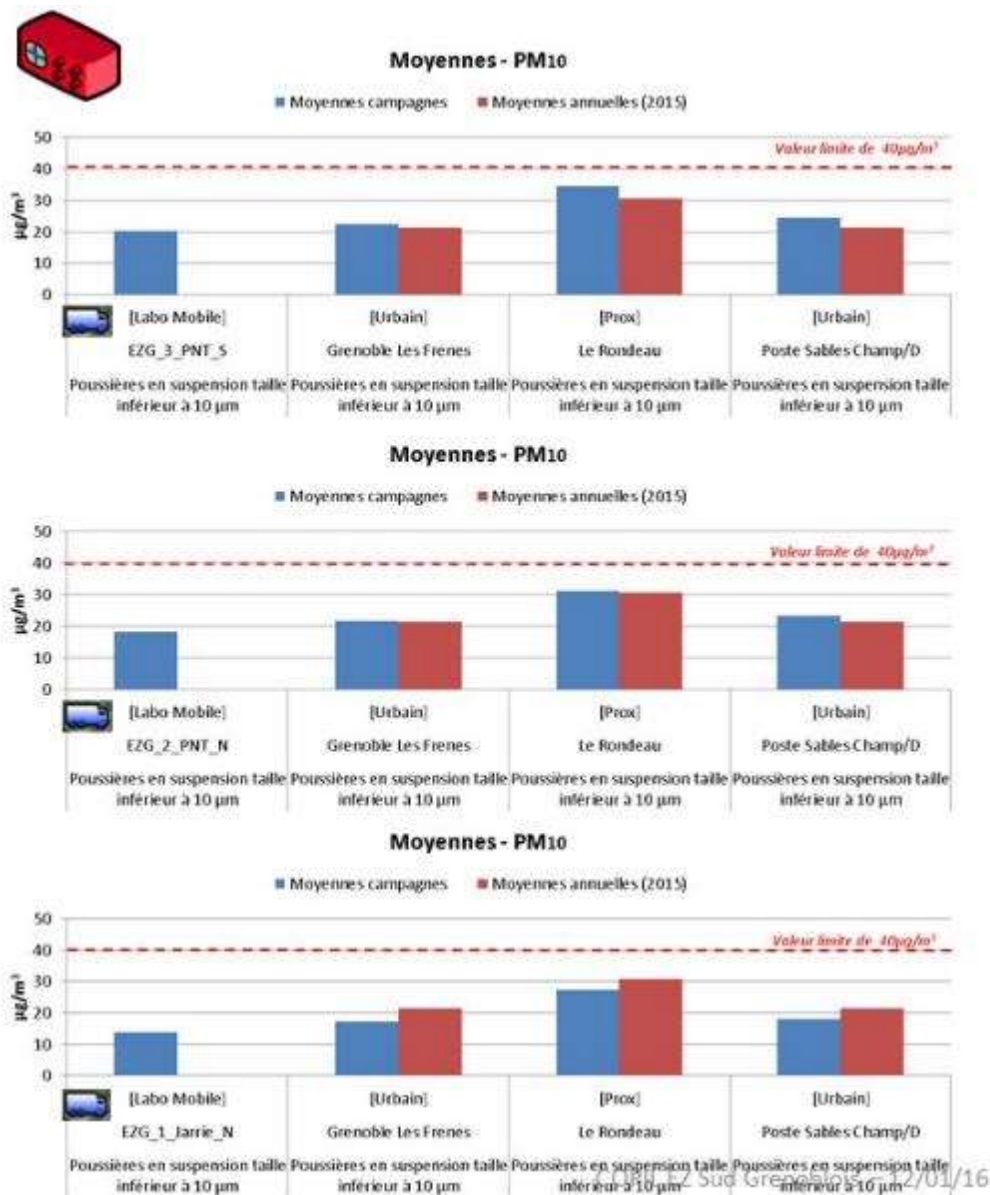 Moyennes - PM10
Moyennes campagnes Moyennes annuelles (2015)
Valeur limite de 40µg/m³
µg/m³
50
40
30
20
10
0
[Labo Mobile] [Urbain] [Prox] [Urbain]
EZG_3_PNT_S Grenoble Les Frenes Le Rondeau Poste Sables Champ/D
Poussières en suspension taille Poussières en suspension taille Poussières en suspension taille Poussières en suspension taille
inférieur à 10 µm inférieur à 10 µm inférieur à 10 µm inférieur à 10 µm
Moyennes - PM10
Moyennes campagnes Moyennes annuelles (2015)
Valeur limite de 40µg/m³
µg/m³
50
40
30
20
10
0
[Labo Mobile] [Urbain] [Prox] [Urbain]
EZG_2_PNT_N Grenoble Les Frenes Le Rondeau Poste Sables Champ/D
Poussières en suspension taille Poussières en suspension taille Poussières en suspension taille Poussières en suspension taille
inférieur à 10 µm inférieur à 10 µm inférieur à 10 µm inférieur à 10 µm
Moyennes - PM10
Moyennes campagnes Moyennes annuelles (2015)
Valeur limite de 40µg/m³
µg/m³
50
40
30
20
10
0
[Labo Mobile] [Urbain] [Prox] [Urbain]
EZG_1_Jarrie_N Grenoble Les Frenes Le Rondeau Poste Sables Champ/D
Poussières en suspension taille Poussières en suspension taille Poussières en suspension taille Poussières en suspension taille
inférieur à 10 µm inférieur à 10 µm inférieur à 10 µm inférieur à 10 µm
EZ Sud Grenoblois